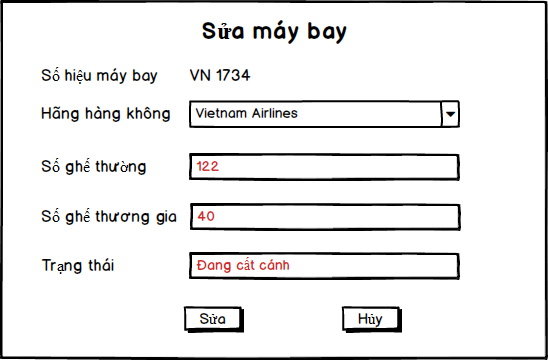 Sửa máy bay
Số hiệu máy bay VN 1734
Hãng hàng không Vietnam Airlines
Số ghế thường 122
Số ghế thương gia 40
Trạng thái Đang cất cánh
Sửa Hủy